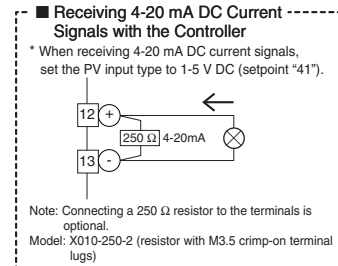 ■ Receiving 4-20 mA DC Current
Signals with the Controller
* When receiving 4-20 mA DC current signals,
set the PV input type to 1-5 V DC (setpoint “41”).
12 +
250 Ω 4-20mA
13 -
Note: Connecting a 250 Ω resistor to the terminals is
optional.
Model: X010-250-2 (resistor with M3.5 crimp-on terminal
lugs)